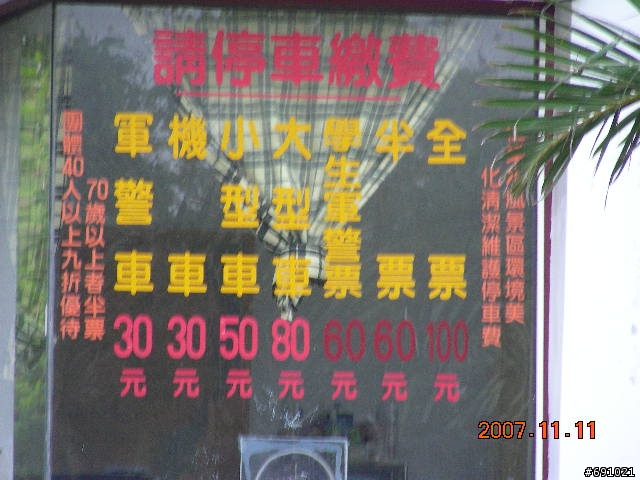 請停車繳費
風景區環境美
化清潔維護停車費
全票100元
半票60元
學生軍警票60元
大型車80元
小型車50元
機車30元
軍警車30元
70歲以上者半票
團體40人以上九折優待
2007.11.11
#691021